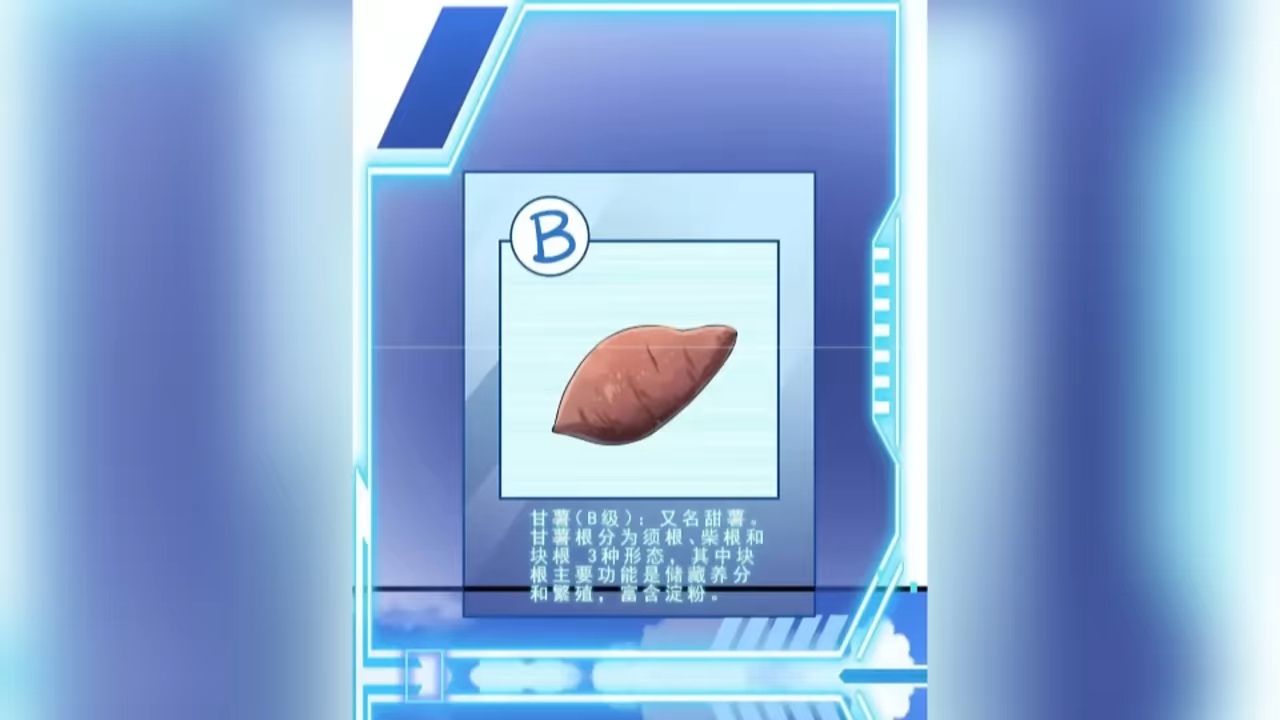 B
甘薯(B级): 又名甜薯。
甘薯根分为须根、柴根和
块根 3种形态, 其中块
根主要功能是储藏养分
和繁殖, 富含淀粉。